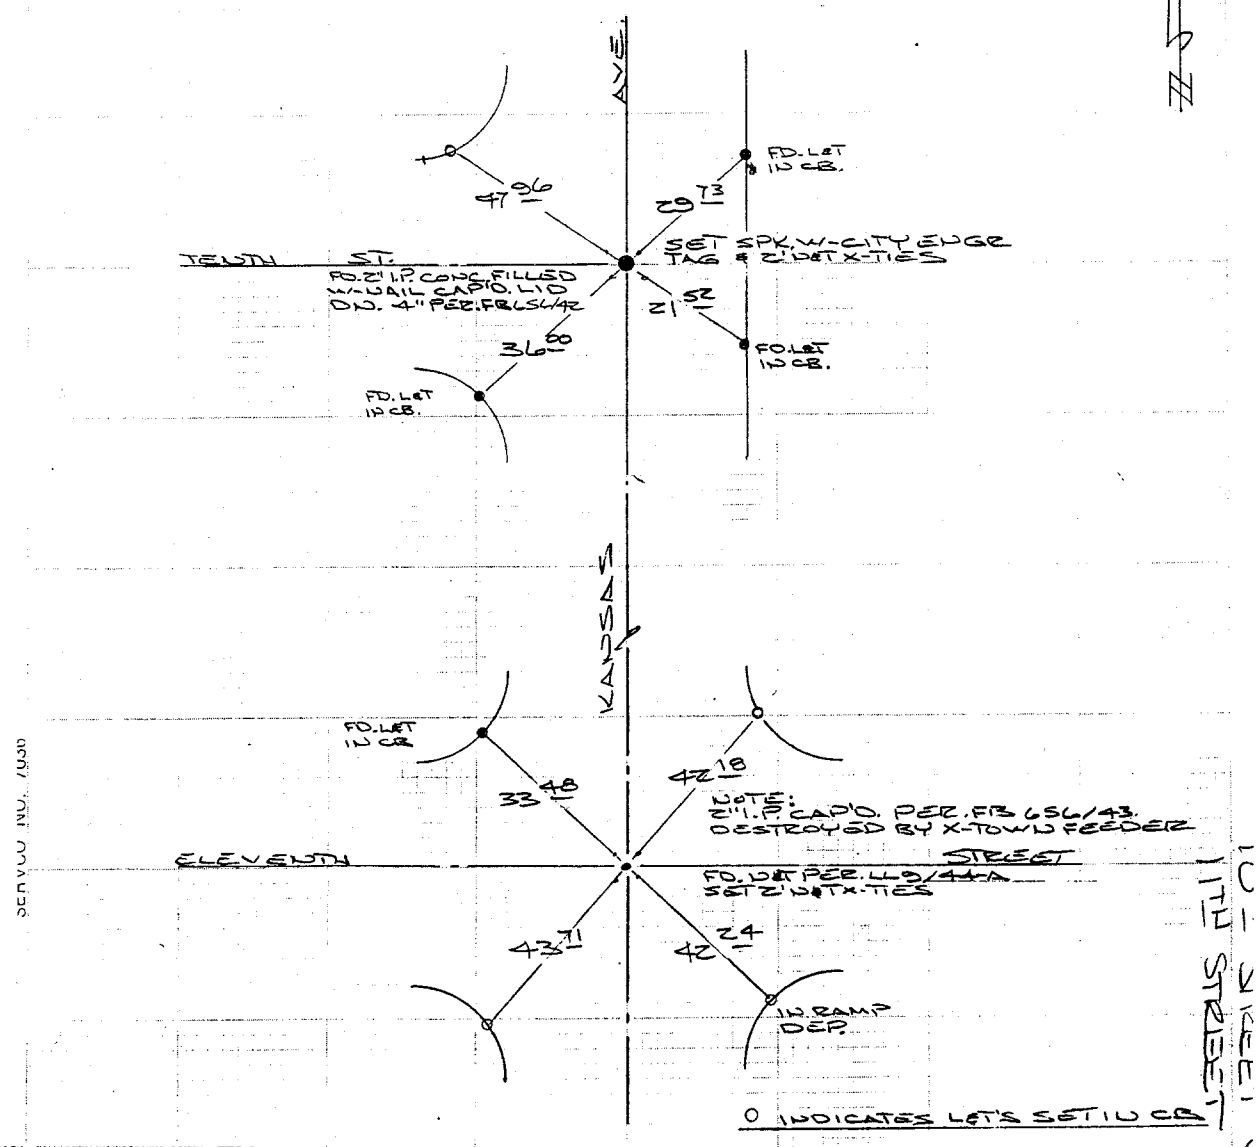 AVE.
FD. L&T
IN CB.
47 96
29 73
SET SPK. W-CITY ENGR
TAG & 2' N&T X-TIES
TENTH ST.
FD. 2" I.P. CONC. FILLED
W-NAIL CAP'D. LID
DN. 4" PER. FB 656/42
21 52
36 00
FD. L&T
IN CB.
FD. L&T
IN CB.
KANSAS
FD. L&T
IN CB
33 48
42 18
NOTE:
2" I.P. CAP'D. PER. FB 656/43.
DESTROYED BY X-TOWN FEEDER
ELEVENTH STREET
FD. N&T PER. LL9/44-A
SET 2' N&T X-TIES
43 71
42 24
IN RAMP
DEP.
O INDICATES L&T'S SET IN CB
11TH STREET
SERVCO NO.